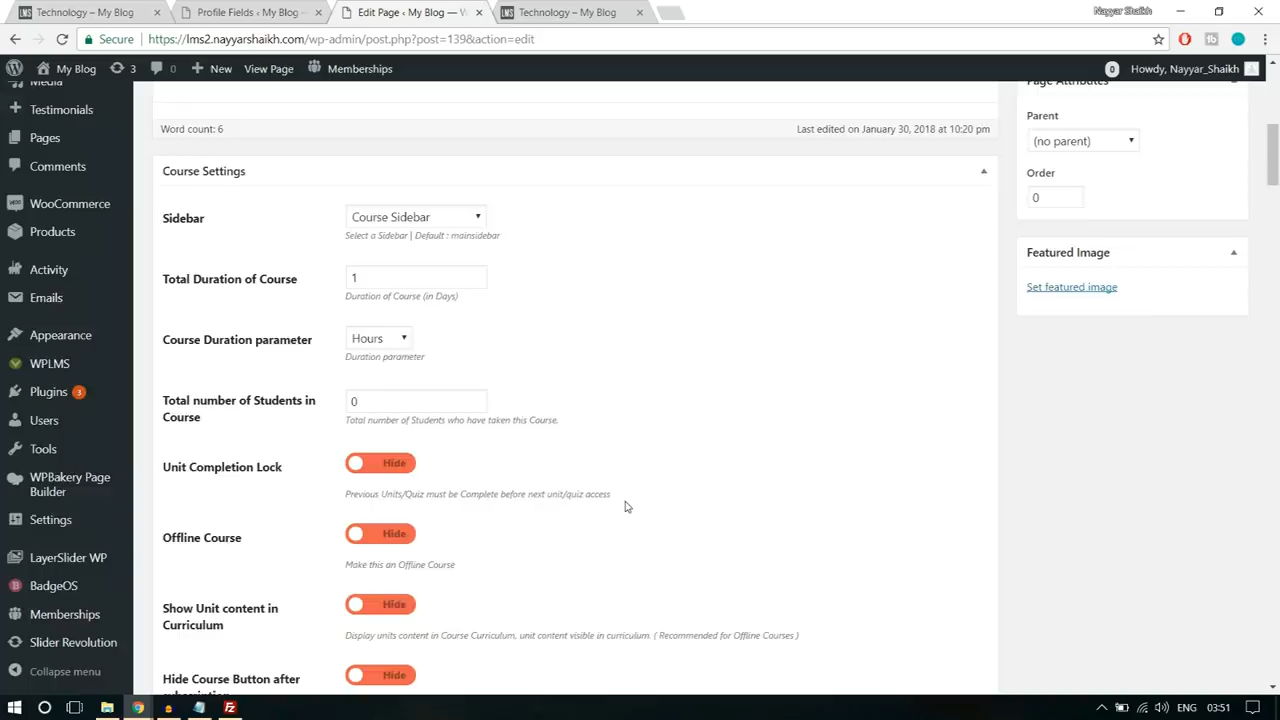 Technology – My Blog
Profile Fields ‹ My Blog —
Edit Page ‹ My Blog — W
Technology – My Blog
Nayyar Shaikh
Secure
https://lms2.nayyarshaikh.com/wp-admin/post.php?post=139&action=edit
My Blog
3
0
New
View Page
Memberships
0
Howdy, Nayyar_Shaikh
Media
Testimonials
Pages
Comments
WooCommerce
Products
Activity
Emails
Appearance
WPLMS
Plugins 3
Users
Tools
WPBakery Page
Builder
Settings
LayerSlider WP
BadgeOS
Memberships
Slider Revolution
Collapse menu
Word count: 6
Last edited on January 30, 2018 at 10:20 pm
Course Settings
Sidebar
Course Sidebar
Select a Sidebar | Default : mainsidebar
Total Duration of Course
1
Duration of Course (in Days)
Course Duration parameter
Hours
Duration parameter
Total number of Students in
Course
0
Total number of Students who have taken this Course.
Unit Completion Lock
Hide
Previous Units/Quiz must be Complete before next unit/quiz access
Offline Course
Hide
Make this an Offline Course
Show Unit content in
Curriculum
Hide
Display units content in Course Curriculum, unit content visible in curriculum. ( Recommended for Offline Courses )
Hide Course Button after
subscription
Hide
Page Attributes
Parent
(no parent)
Order
0
Featured Image
Set featured image
ENG
03:51